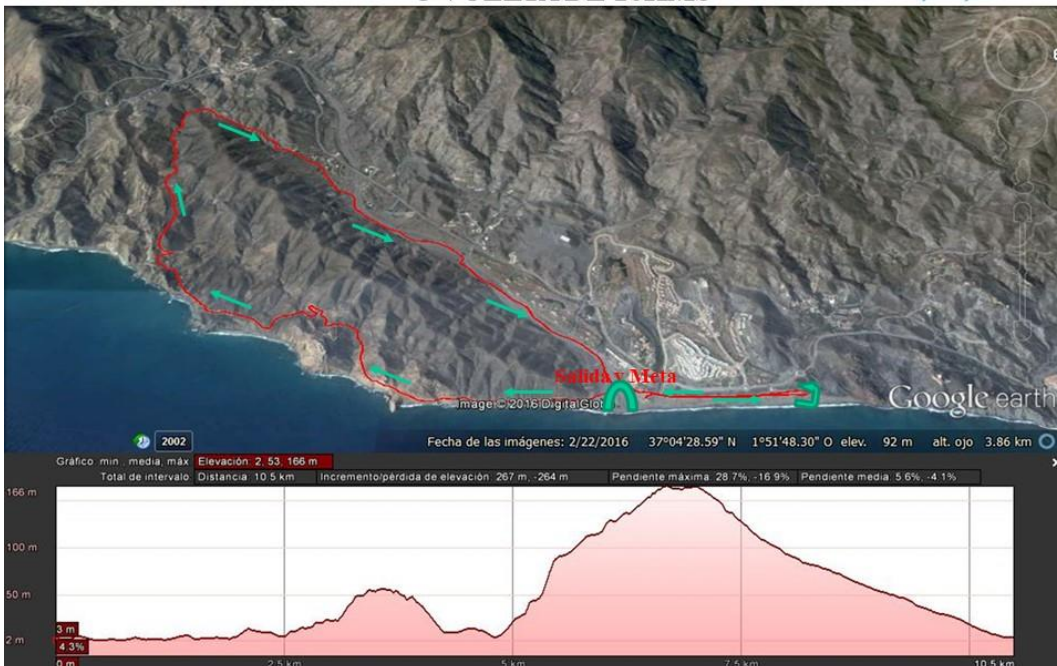 Salida y Meta
Image © 2016 DigitalGlob
Google earth
2002
Fecha de las imágenes: 2/22/2016 37°04'28.59" N 1°51'48.30" O elev. 92 m alt. ojo 3.86 km
Gráfico: min., media, máx Elevación: 2, 53, 166 m
Total de intervalo Distancia: 10.5 km Incremento/pérdida de elevación: 267 m, -264 m Pendiente máxima: 28.7%, -16.9% Pendiente media: 5.6%, -4.1%
166 m
100 m
50 m
2 m
3 m
4.3%
0 m 2.5 km 5 km 7.5 km 10.5 km